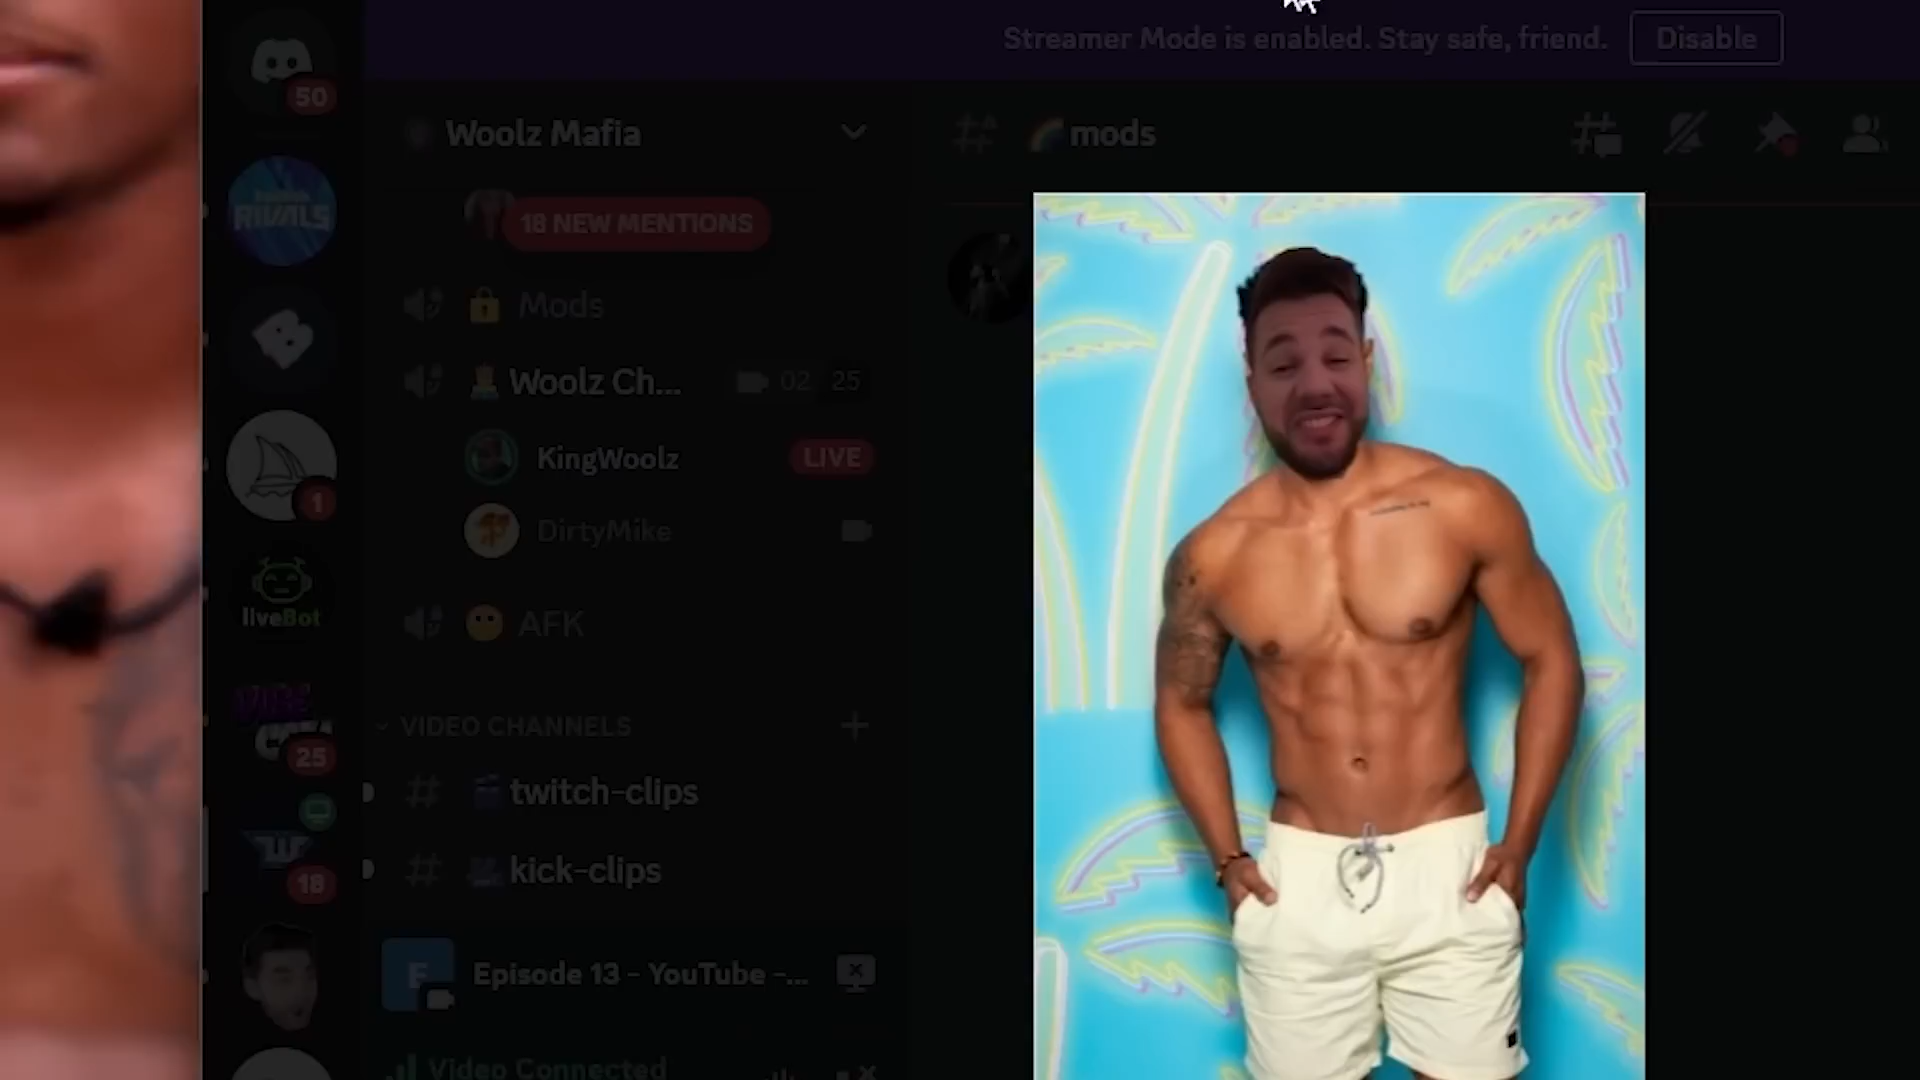 Streamer Mode is enabled. Stay safe, friend.
Disable
50
Woolz Mafia
mods
RIVALS
18 NEW MENTIONS
Mods
Woolz Ch...
02 25
KingWoolz
LIVE
1
DirtyMike
liveBot
AFK
VIDEO CHANNELS
25
twitch-clips
18
kick-clips
E
Episode 13 - YouTube -...
Video Connected